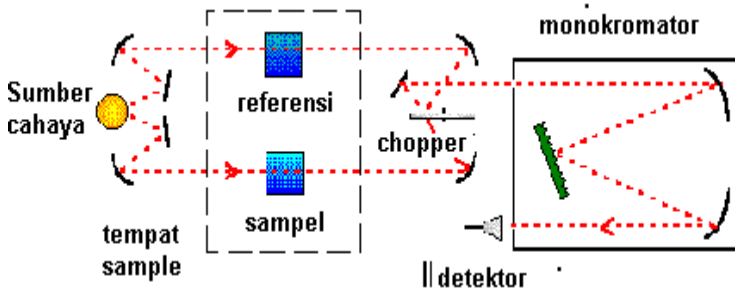 monokromator
Sumber
cahaya
referensi
chopper
sampel
tempat
sample
detektor